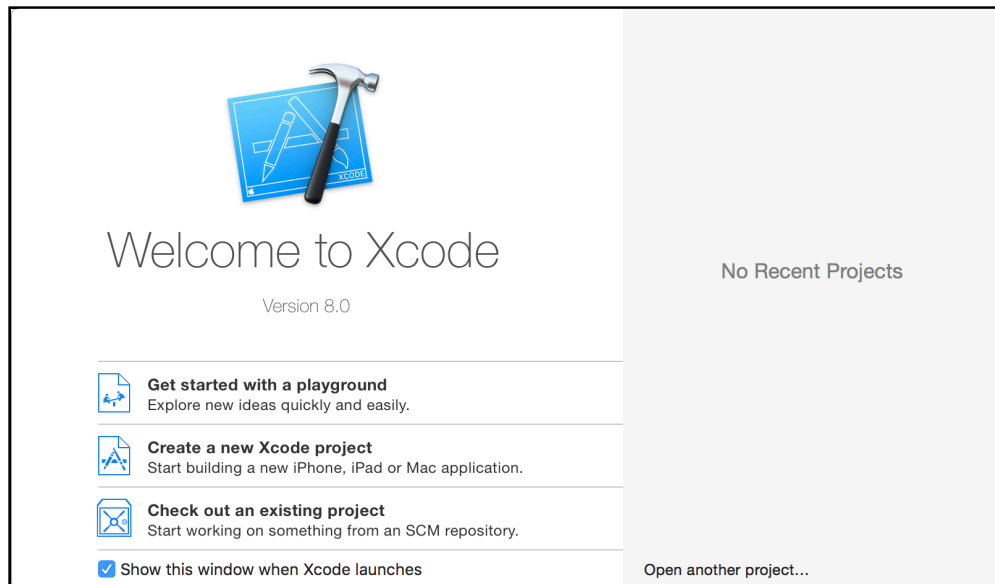 XCODE
Welcome to Xcode
Version 8.0
No Recent Projects
Get started with a playground
Explore new ideas quickly and easily.
Create a new Xcode project
Start building a new iPhone, iPad or Mac application.
Check out an existing project
Start working on something from an SCM repository.
Show this window when Xcode launches
Open another project...